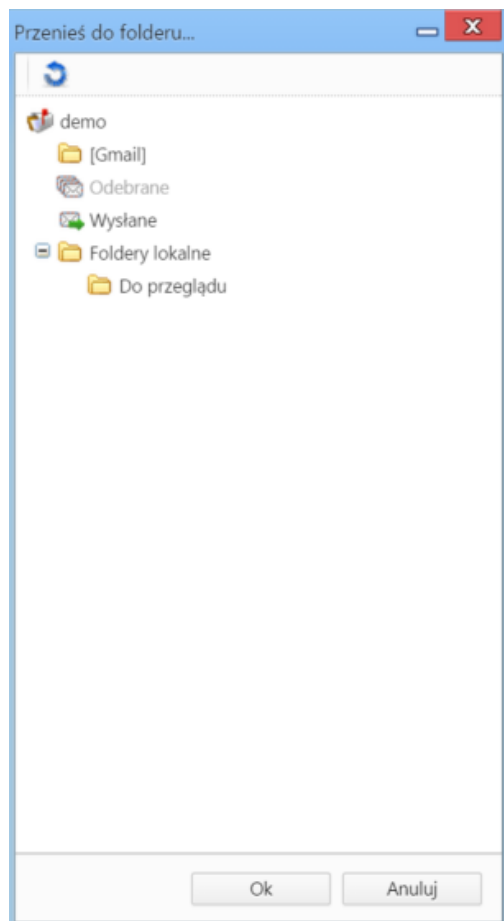 Przenieś do folderu...
demo
[Gmail]
Odebrane
Wysłane
Foldery lokalne
Do przeglądu
Ok Anuluj